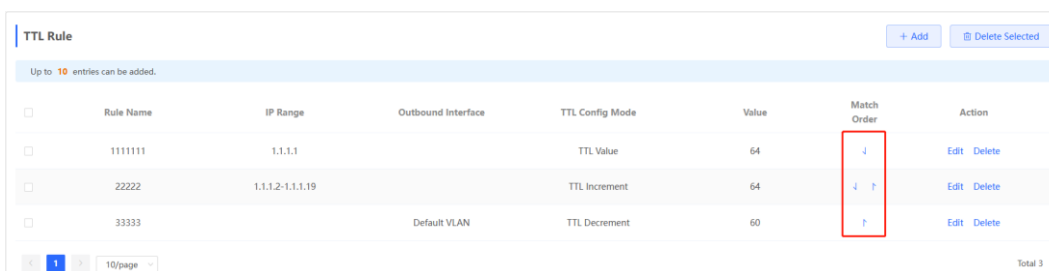 TTL Rule
+ Add
Delete Selected
Up to 10 entries can be added.
Rule Name IP Range Outbound Interface TTL Config Mode Value Match Order Action
1111111 1.1.1.1 TTL Value 64 Edit Delete
22222 1.1.1.2-1.1.1.19 TTL Increment 64 Edit Delete
33333 Default VLAN TTL Decrement 60 Edit Delete
< 1 > 10/page Total 3